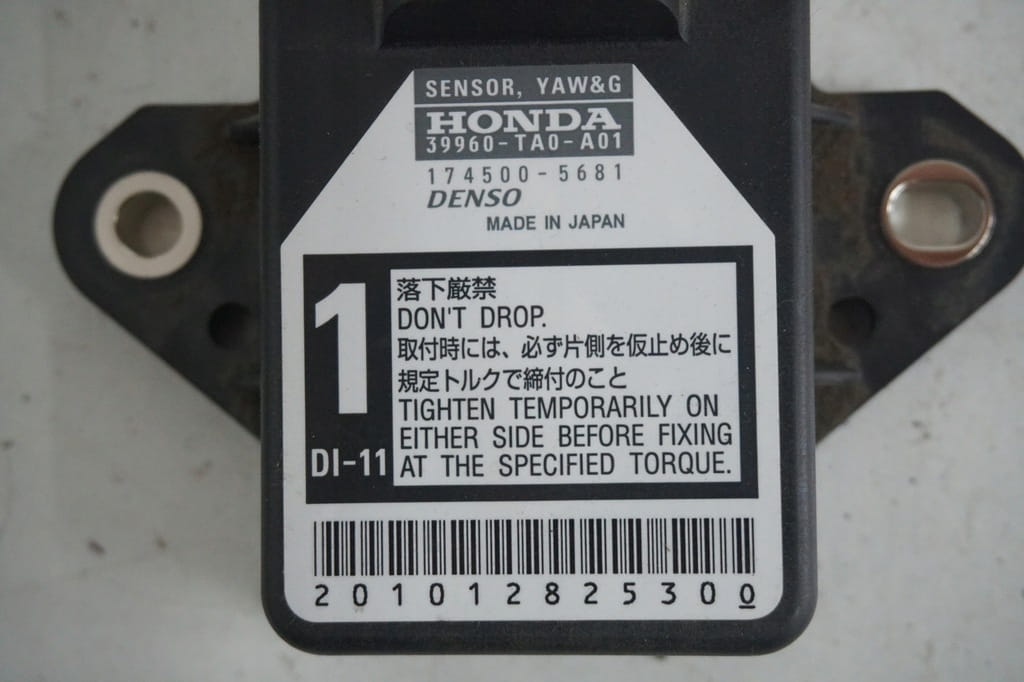 SENSOR, YAW&G
HONDA
39960-TA0-A01
174500-5681
DENSO
MADE IN JAPAN
1
DI-11
落下厳禁
DON'T DROP.
取付時には、必ず片側を仮止め後に
規定トルクで締付のこと
TIGHTEN TEMPORARILY ON
EITHER SIDE BEFORE FIXING
AT THE SPECIFIED TORQUE.
201012825300